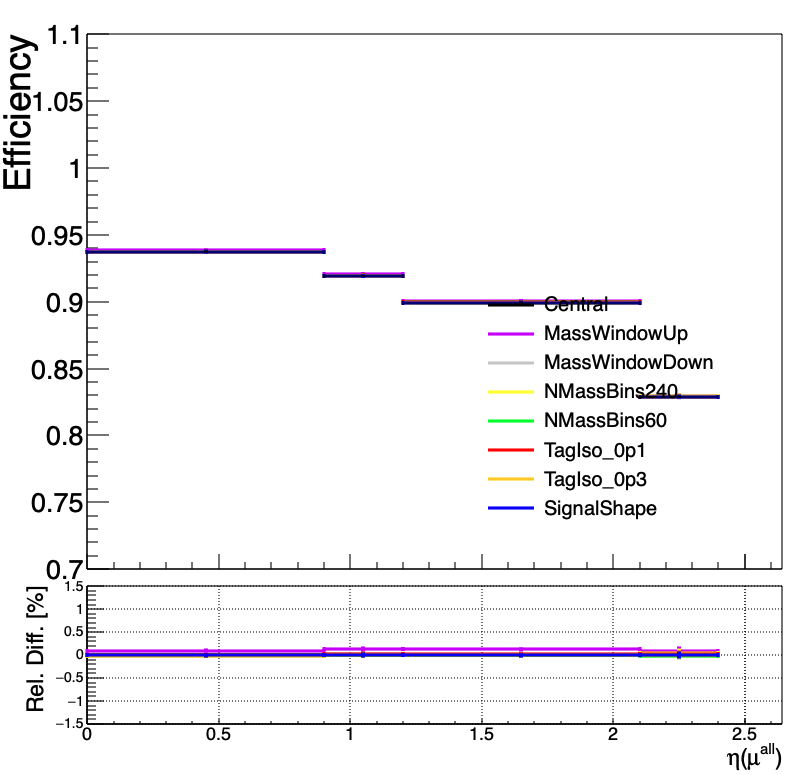 1.1
Efficiency
1.05
1
0.95
0.9
0.85
0.8
0.75
0.7
Central
MassWindowUp
MassWindowDown
NMassBins240
NMassBins60
TagIso_0p1
TagIso_0p3
SignalShape
Rel. Diff. [%]
1.5
1
0.5
0
−0.5
−1
−1.5
0 0.5 1 1.5 2 2.5
η(μ^all)